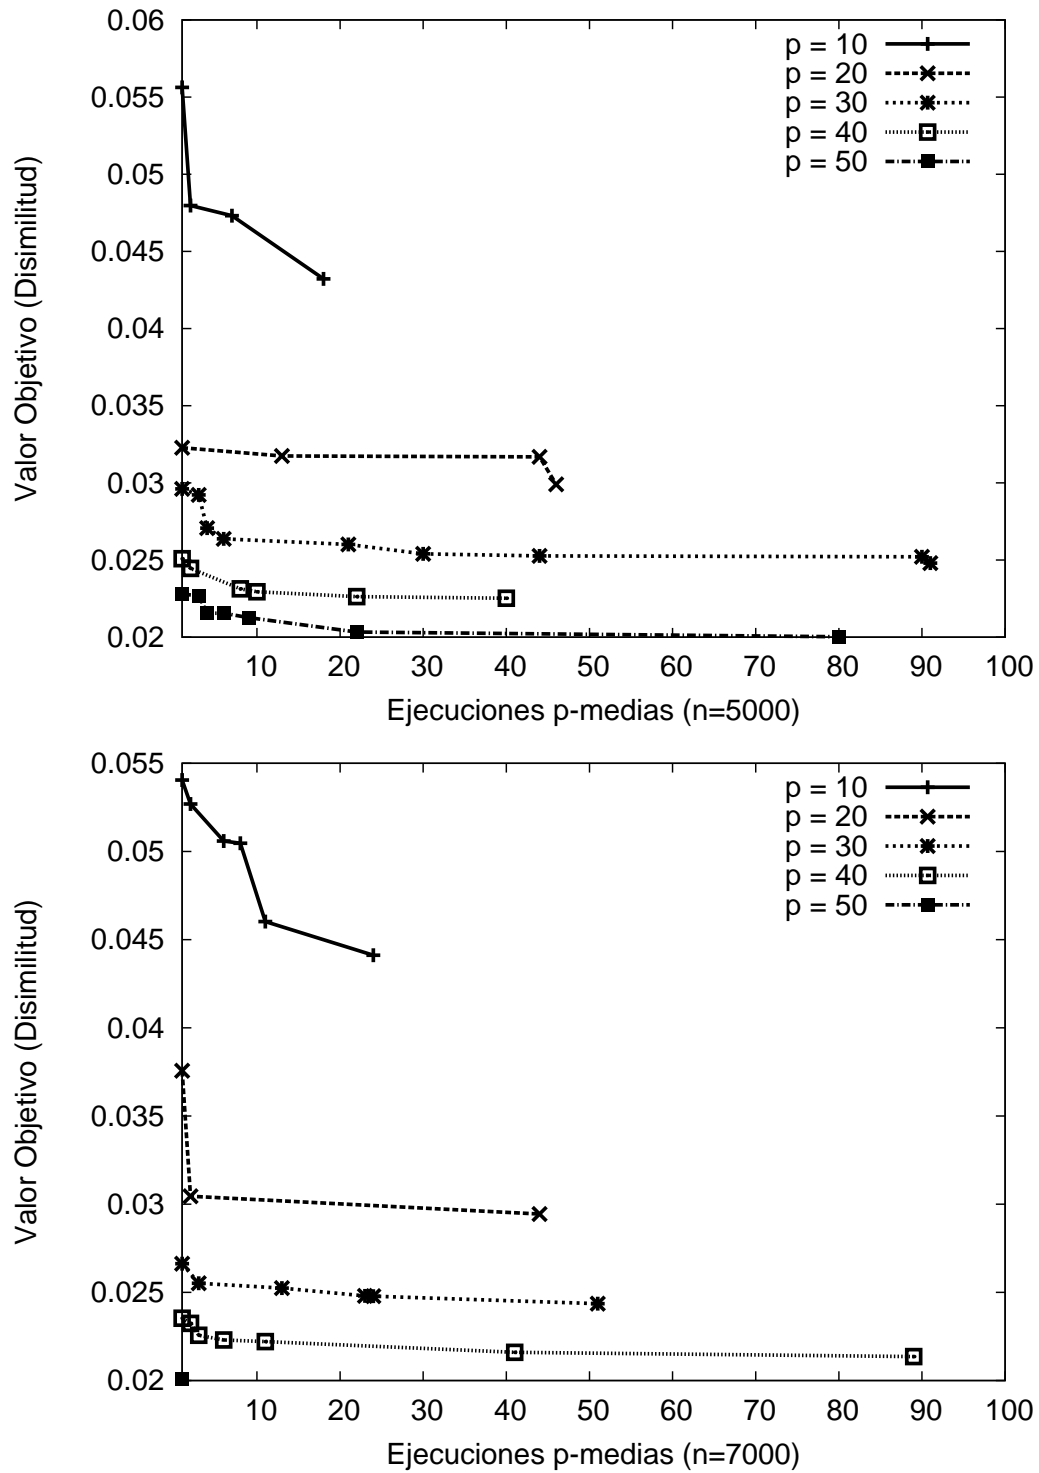 0.06
0.055
0.05
0.045
0.04
0.035
0.03
0.025
0.02
Valor Objetivo (Disimilitud)
p = 10
p = 20
p = 30
p = 40
p = 50
10 20 30 40 50 60 70 80 90 100
Ejecuciones p-medias (n=5000)
0.055
0.05
0.045
0.04
0.035
0.03
0.025
0.02
Valor Objetivo (Disimilitud)
p = 10
p = 20
p = 30
p = 40
p = 50
10 20 30 40 50 60 70 80 90 100
Ejecuciones p-medias (n=7000)